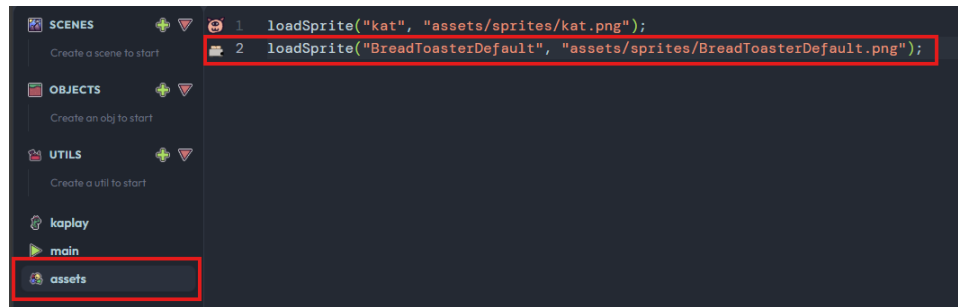 SCENES
Create a scene to start
OBJECTS
Create an obj to start
UTILS
Create a util to start
kaplay
main
assets
1 loadSprite("kat", "assets/sprites/kat.png");
2 loadSprite("BreadToasterDefault", "assets/sprites/BreadToasterDefault.png");